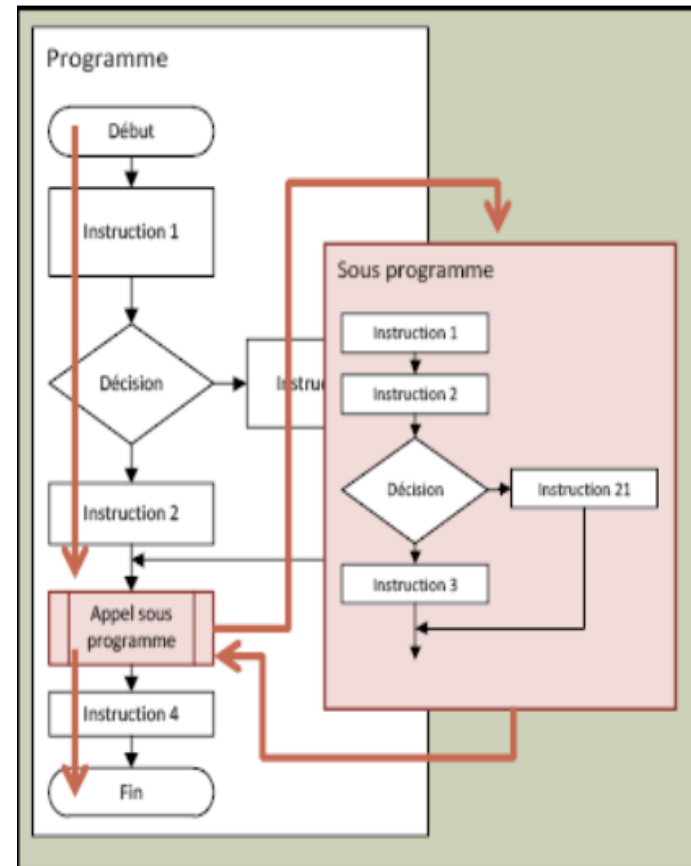 Programme
Début
Instruction 1
Décision
Instruction 2
Appel sous
programme
Instruction 4
Fin
Sous programme
Instruction 1
Instruction 2
Décision
Instruction 21
Instruction 3